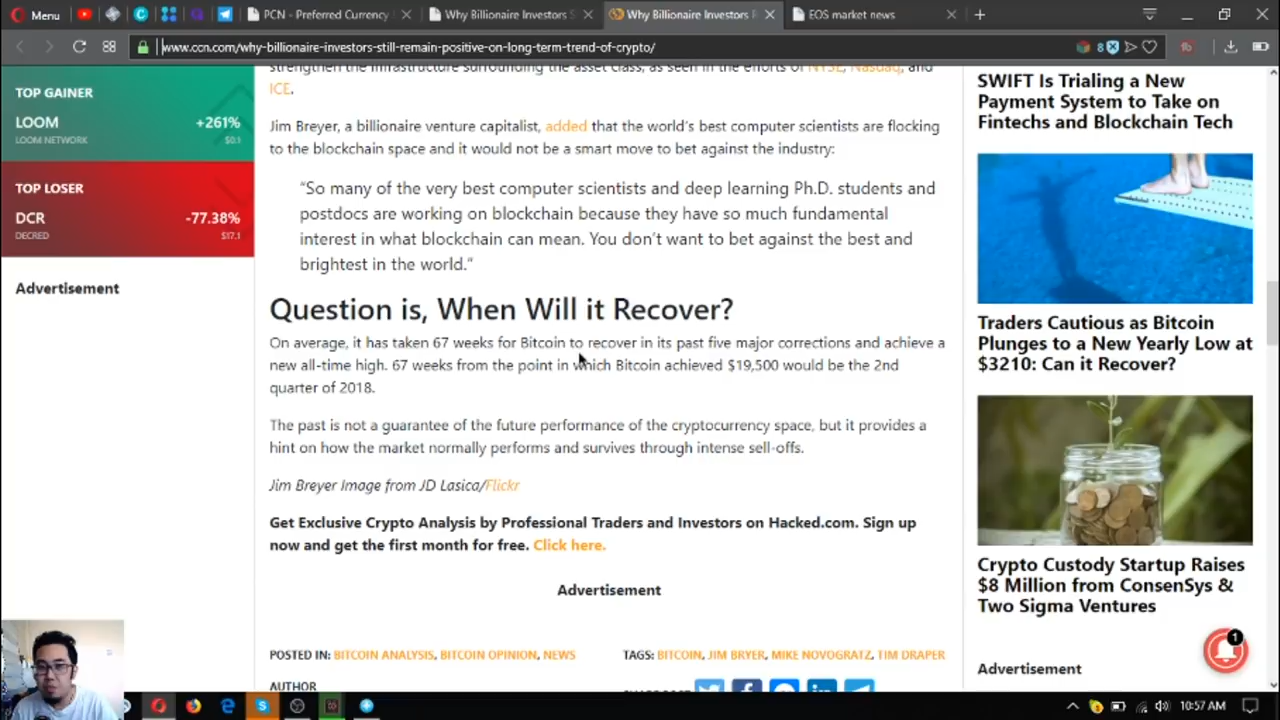 Menu
PCN - Preferred Currency
Why Billionaire Investors S
Why Billionaire Investors R
EOS market news
www.ccn.com/why-billionaire-investors-still-remain-positive-on-long-term-trend-of-crypto/
8
TOP GAINER
LOOM +261%
LOOM NETWORK $0.1
TOP LOSER
DCR -77.38%
DECRED $17.1
Advertisement
strengthen the infrastructure surrounding the asset class, as seen in the efforts of NYSE, Nasdaq, and
ICE.
Jim Breyer, a billionaire venture capitalist, added that the world's best computer scientists are flocking
to the blockchain space and it would not be a smart move to bet against the industry:
“So many of the very best computer scientists and deep learning Ph.D. students and
postdocs are working on blockchain because they have so much fundamental
interest in what blockchain can mean. You don't want to bet against the best and
brightest in the world.“
Question is, When Will it Recover?
On average, it has taken 67 weeks for Bitcoin to recover in its past five major corrections and achieve a
new all-time high. 67 weeks from the point in which Bitcoin achieved $19,500 would be the 2nd
quarter of 2018.
The past is not a guarantee of the future performance of the cryptocurrency space, but it provides a
hint on how the market normally performs and survives through intense sell-offs.
Jim Breyer Image from JD Lasica/Flickr
Get Exclusive Crypto Analysis by Professional Traders and Investors on Hacked.com. Sign up
now and get the first month for free. Click here.
Advertisement
POSTED IN: BITCOIN ANALYSIS, BITCOIN OPINION, NEWS
TAGS: BITCOIN, JIM BRYER, MIKE NOVOGRATZ, TIM DRAPER
AUTHOR
SWIFT Is Trialing a New
Payment System to Take on
Fintechs and Blockchain Tech
Traders Cautious as Bitcoin
Plunges to a New Yearly Low at
$3210: Can it Recover?
Crypto Custody Startup Raises
$8 Million from ConsenSys &
Two Sigma Ventures
1
Advertisement
10:57 AM